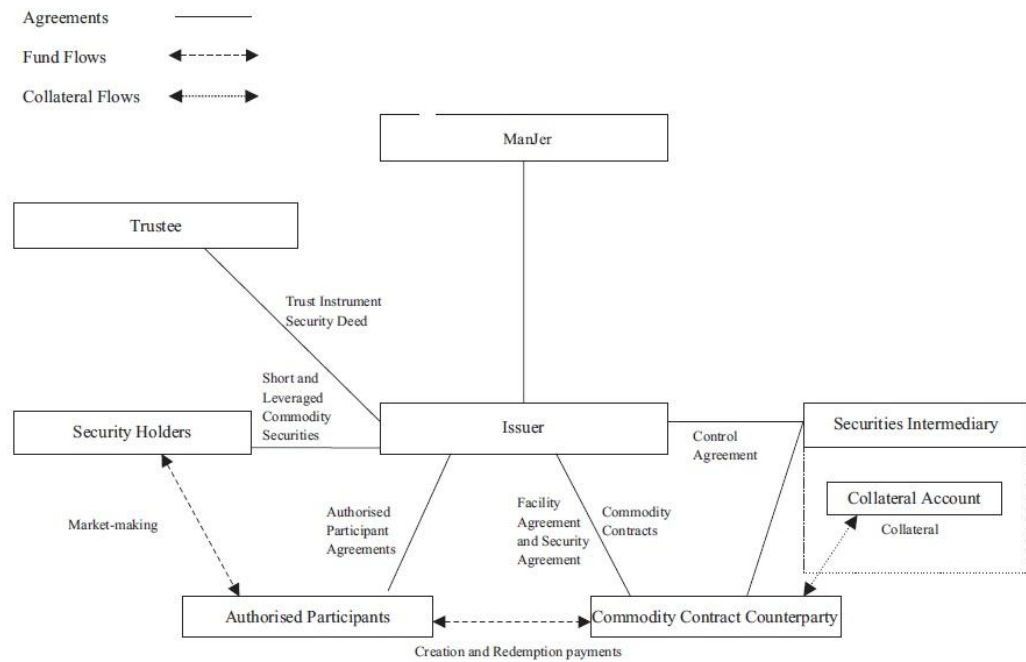 Agreements
Fund Flows
Collateral Flows
ManJer
Trustee
Trust Instrument
Security Deed
Short and
Leveraged
Commodity
Securities
Security Holders
Issuer
Control
Agreement
Securities Intermediary
Collateral Account
Collateral
Market-making
Authorised
Participant
Agreements
Facility
Agreement
and Security
Agreement
Commodity
Contracts
Authorised Participants
Commodity Contract Counterparty
Creation and Redemption payments